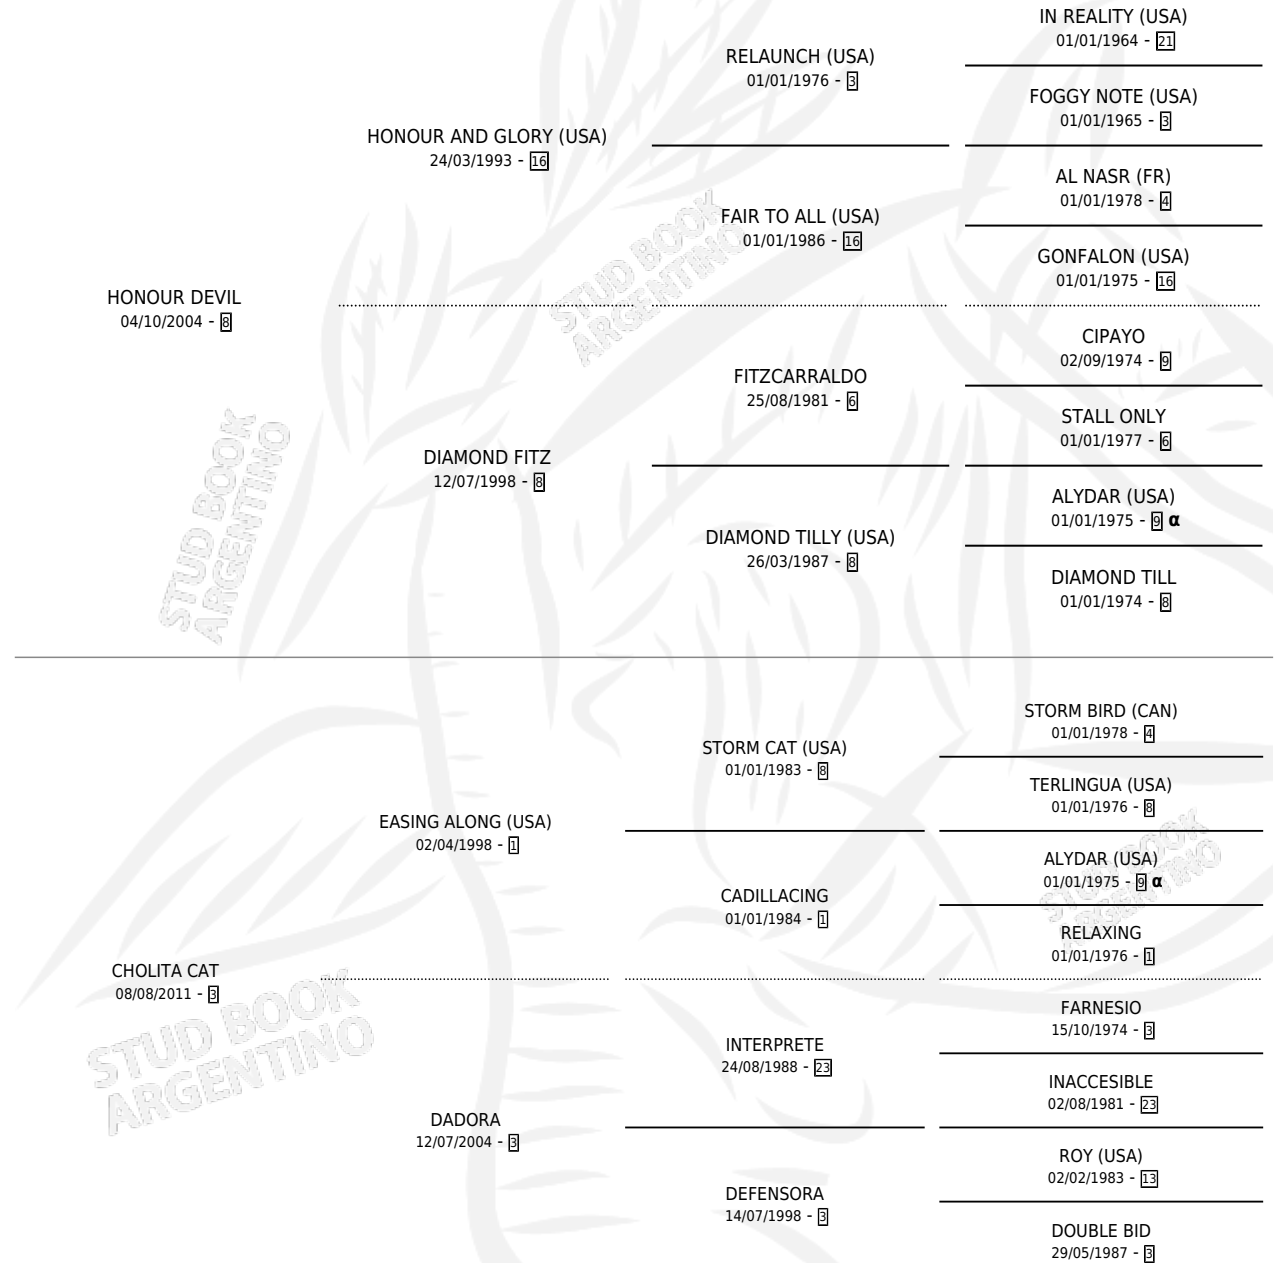 IN REALITY (USA)
01/01/1964 - 21
RELAUNCH (USA)
01/01/1976 - 3
FOGGY NOTE (USA)
01/01/1965 - 3
HONOUR AND GLORY (USA)
24/03/1993 - 16
AL NASR (FR)
01/01/1978 - 4
FAIR TO ALL (USA)
01/01/1986 - 16
GONFALON (USA)
01/01/1975 - 16
HONOUR DEVIL
04/10/2004 - 8
CIPAYO
02/09/1974 - 9
FITZCARRALDO
25/08/1981 - 6
STALL ONLY
01/01/1977 - 6
DIAMOND FITZ
12/07/1998 - 8
ALYDAR (USA)
01/01/1975 - 9 α
DIAMOND TILLY (USA)
26/03/1987 - 8
DIAMOND TILL
01/01/1974 - 8
STORM BIRD (CAN)
01/01/1978 - 4
STORM CAT (USA)
01/01/1983 - 8
TERLINGUA (USA)
01/01/1976 - 8
EASING ALONG (USA)
02/04/1998 - 1
ALYDAR (USA)
01/01/1975 - 9 α
CADILLACING
01/01/1984 - 1
RELAXING
01/01/1976 - 1
CHOLITA CAT
08/08/2011 - 3
FARNESIO
15/10/1974 - 3
INTERPRETE
24/08/1988 - 23
INACCESIBLE
02/08/1981 - 23
DADORA
12/07/2004 - 3
ROY (USA)
02/02/1983 - 13
DEFENSORA
14/07/1998 - 3
DOUBLE BID
29/05/1987 - 3
STUD BOOK
ARGENTINO
STUD BOOK
ARGENTINO
STUD BOOK
ARGENTINO
STUD BOOK
ARGENTINO